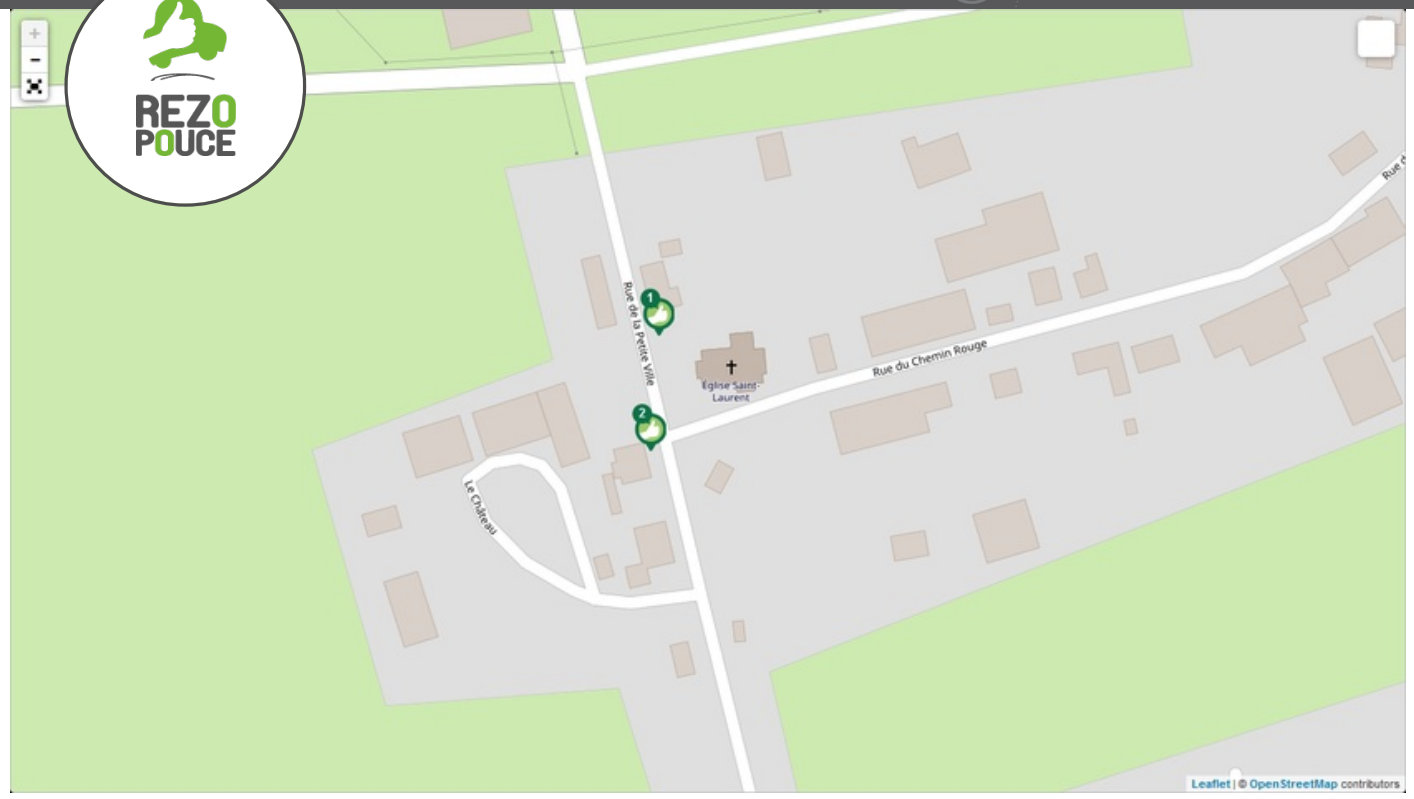 +
-
REZO
POUCE
Rue d
1
Rue de la Petite Ville
Église Saint-
Laurent
Rue du Chemin Rouge
2
Le Château
Leaflet | © OpenStreetMap contributors